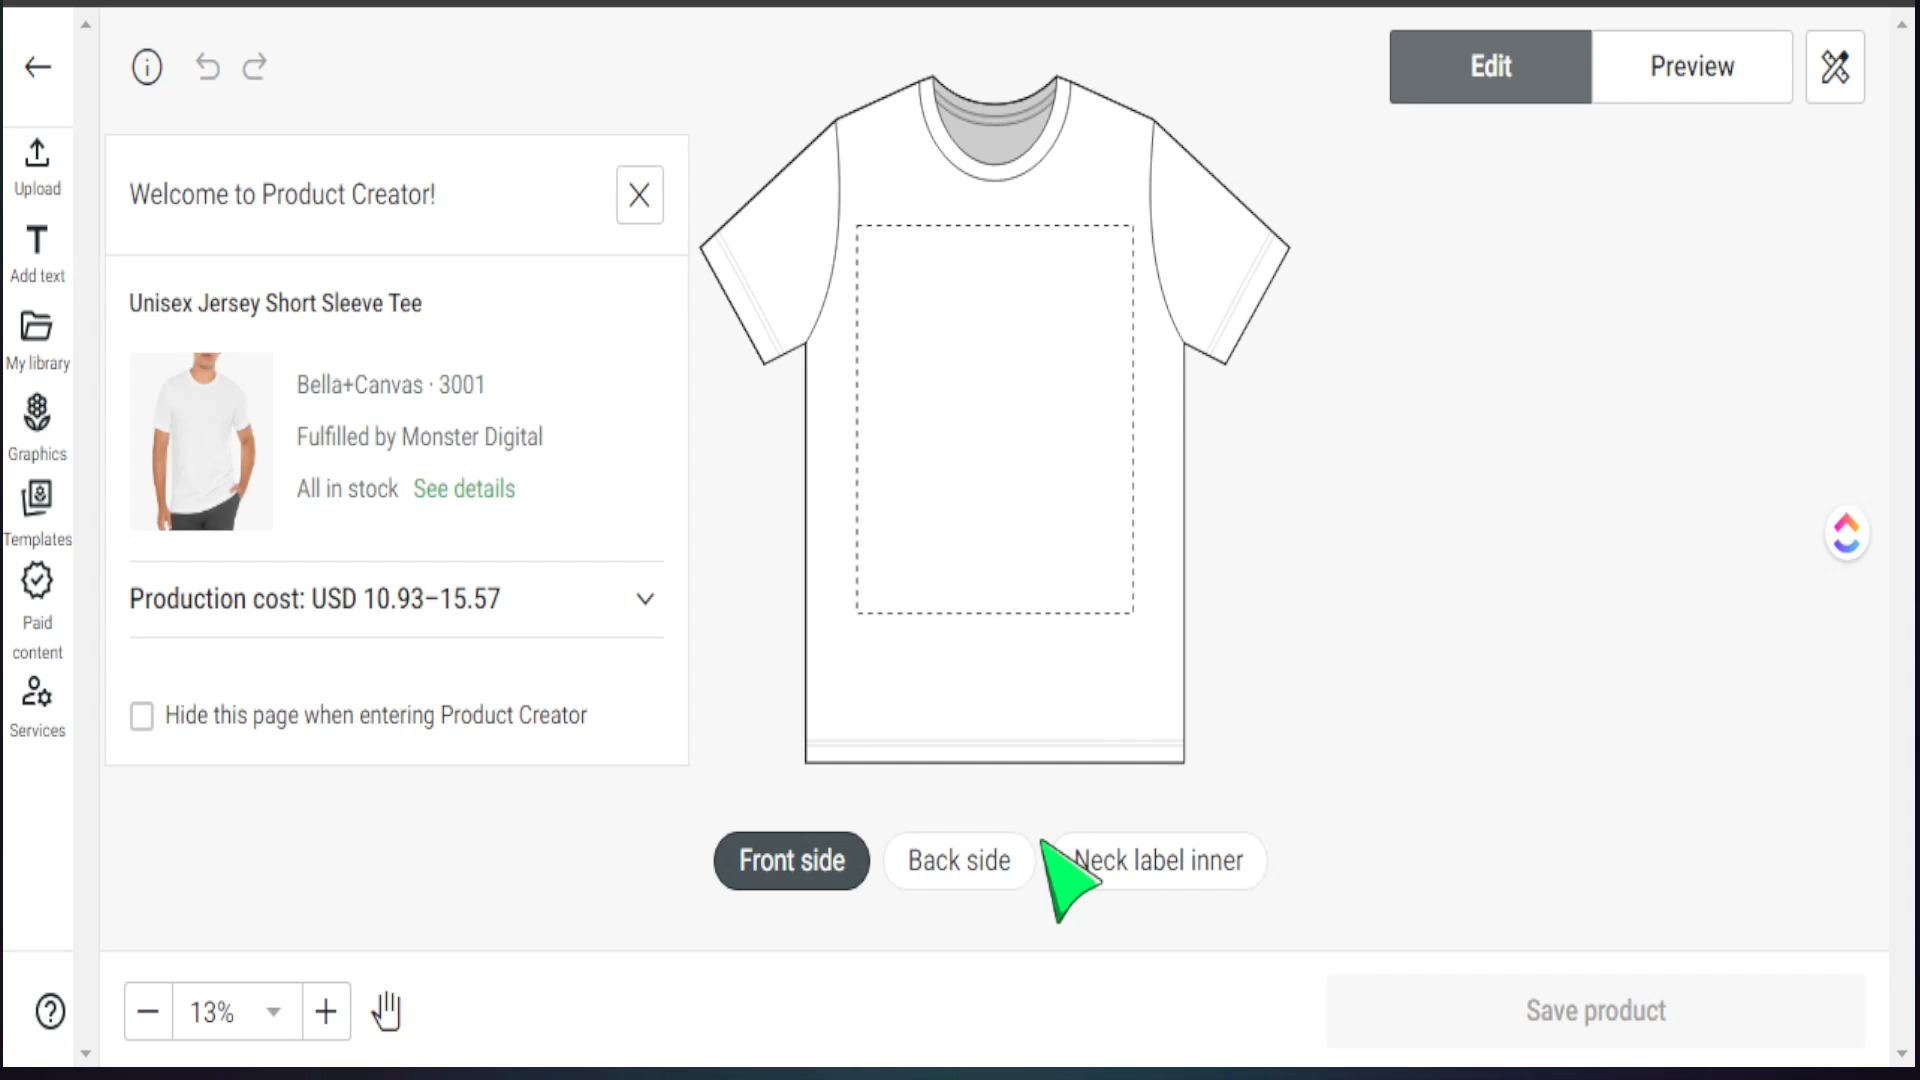 Edit
Preview
Upload
Add text
My library
Graphics
Templates
Paid
content
Services
Welcome to Product Creator!
Unisex Jersey Short Sleeve Tee
Bella+Canvas · 3001
Fulfilled by Monster Digital
All in stock See details
Production cost: USD 10.93–15.57
Hide this page when entering Product Creator
Front side
Back side
Neck label inner
13%
Save product